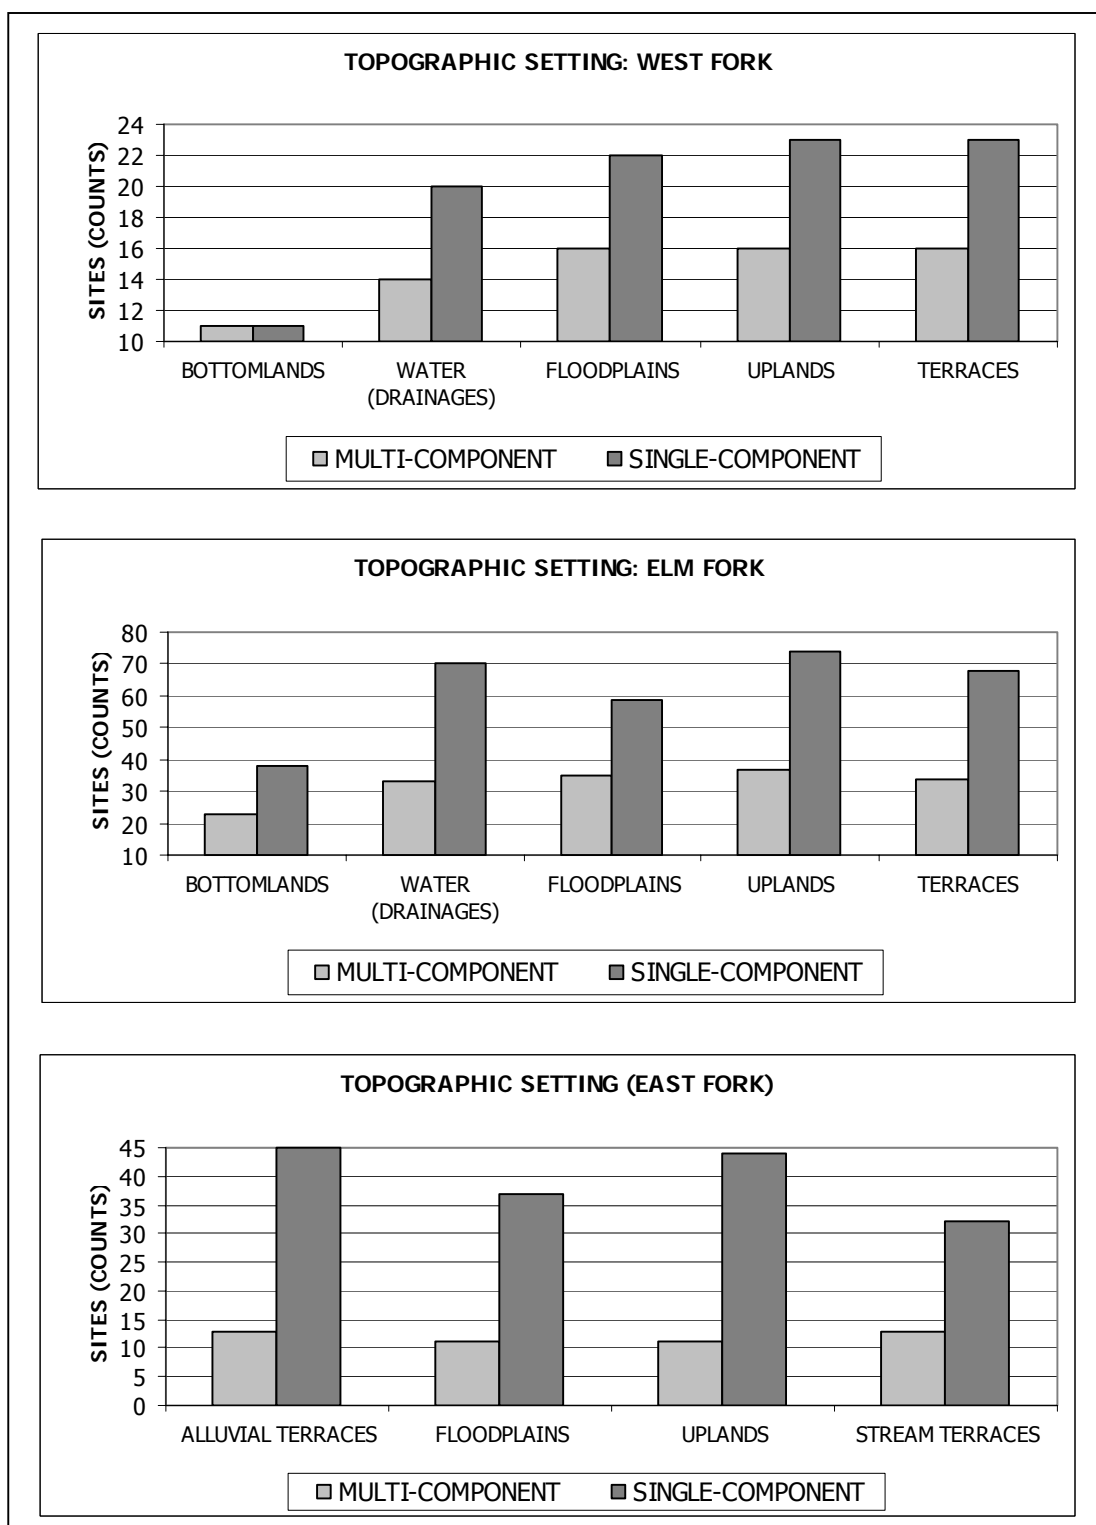 TOPOGRAPHIC SETTING: WEST FORK
SITES (COUNTS)
24
22
20
18
16
14
12
10
BOTTOMLANDS
WATER
(DRAINAGES)
FLOODPLAINS
UPLANDS
TERRACES
MULTI-COMPONENT
SINGLE-COMPONENT
TOPOGRAPHIC SETTING: ELM FORK
SITES (COUNTS)
80
70
60
50
40
30
20
10
BOTTOMLANDS
WATER
(DRAINAGES)
FLOODPLAINS
UPLANDS
TERRACES
MULTI-COMPONENT
SINGLE-COMPONENT
TOPOGRAPHIC SETTING (EAST FORK)
SITES (COUNTS)
45
40
35
30
25
20
15
10
5
0
ALLUVIAL TERRACES
FLOODPLAINS
UPLANDS
STREAM TERRACES
MULTI-COMPONENT
SINGLE-COMPONENT